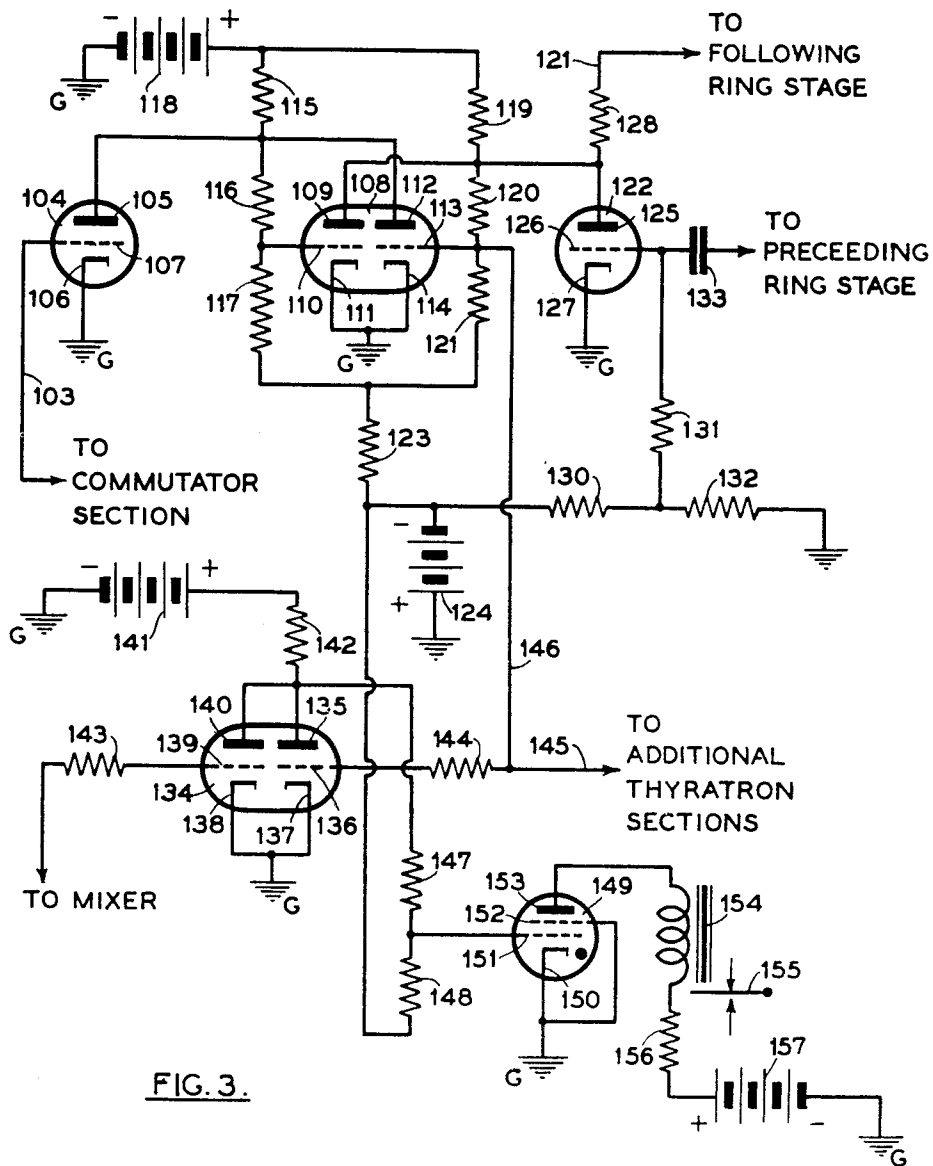 - +
TO
FOLLOWING
RING STAGE
121
G
118
115
119
128
104
105
116
109
108
112
113
120
122
125
126
TO
PRECEEDING
RING STAGE
107
106
117
110
111
114
121
127
133
G
G
G
103
123
131
TO
COMMUTATOR
SECTION
130
132
-
- +
+
124
G
141
142
146
140
135
143
139
144
145
TO
ADDITIONAL
THYRATRON
SECTIONS
134
138
137
136
147
TO MIXER
G
153
149
152
154
151
155
148
150
156
157
G
FIG. 3.
+ -
G